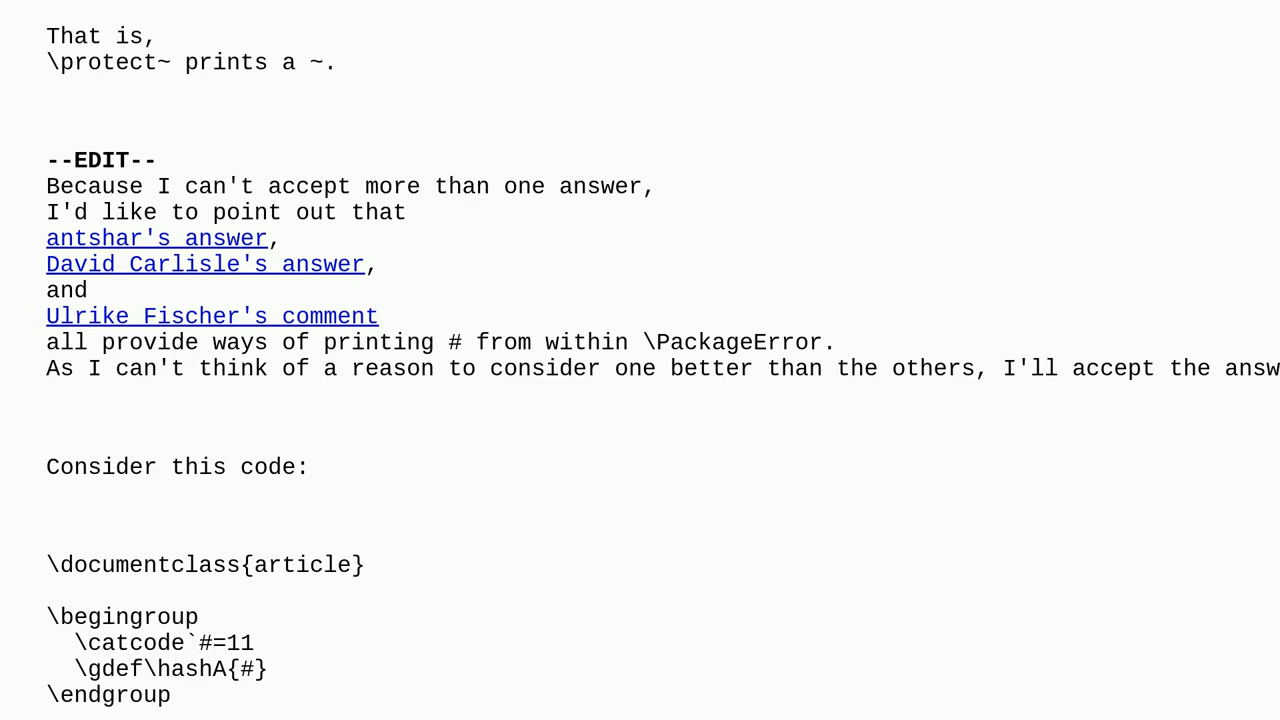 That is,
\protect~ prints a ~.
--EDIT--
Because I can't accept more than one answer,
I'd like to point out that
antshar's answer,
David Carlisle's answer,
and
Ulrike Fischer's comment
all provide ways of printing # from within \PackageError.
As I can't think of a reason to consider one better than the others, I'll accept the
Consider this code:
\documentclass{article}
\begingroup
  \catcode`#=11
  \gdef\hashA{#}
\endgroup